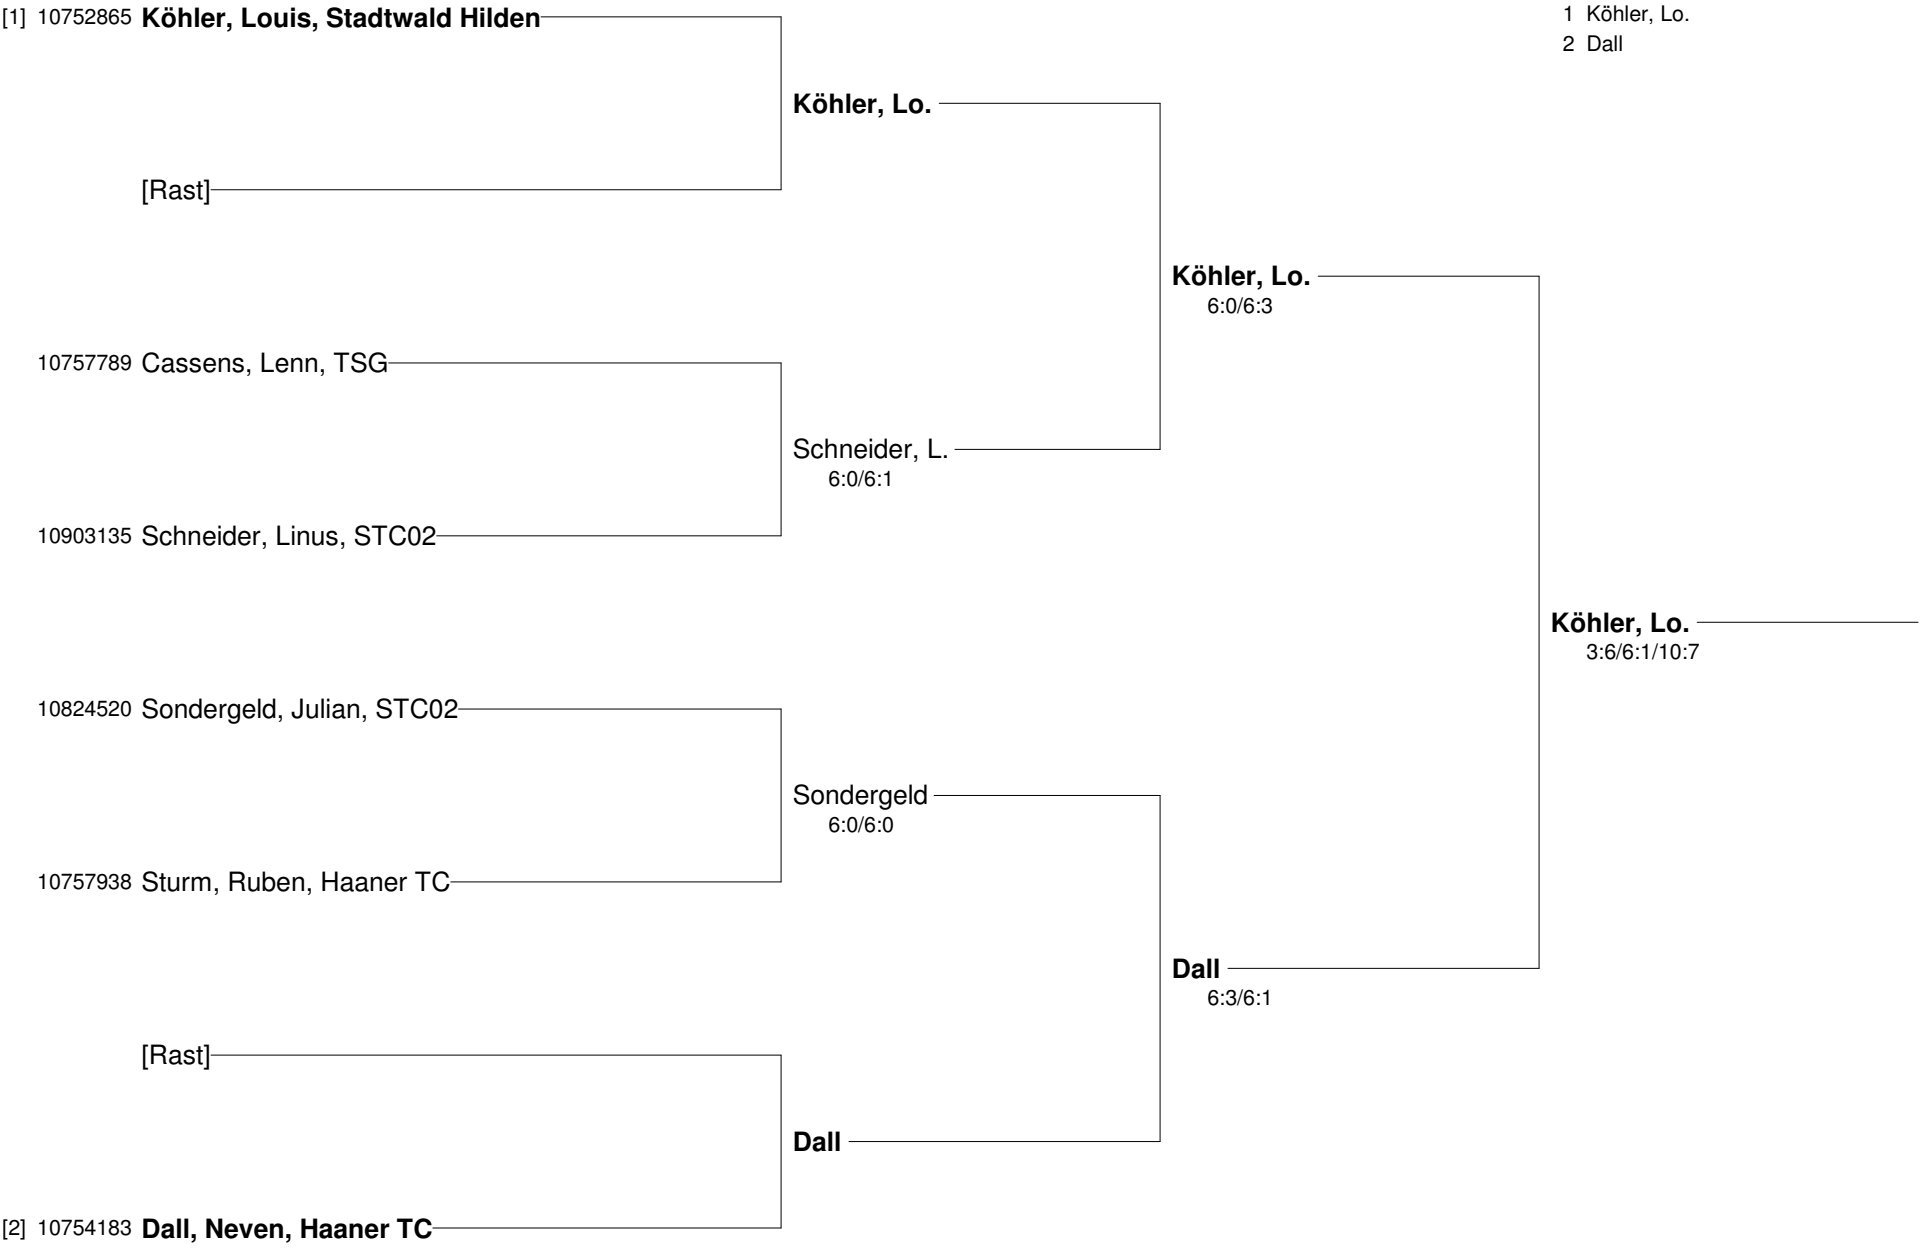 [1] 10752865 Köhler, Louis, Stadtwald Hilden
1 Köhler, Lo.
2 Dall
Köhler, Lo.
[Rast]
Köhler, Lo.
6:0/6:3
10757789 Cassens, Lenn, TSG
Schneider, L.
6:0/6:1
10903135 Schneider, Linus, STC02
Köhler, Lo.
3:6/6:1/10:7
10824520 Sondergeld, Julian, STC02
Sondergeld
6:0/6:0
10757938 Sturm, Ruben, Haaner TC
Dall
6:3/6:1
[Rast]
Dall
[2] 10754183 Dall, Neven, Haaner TC